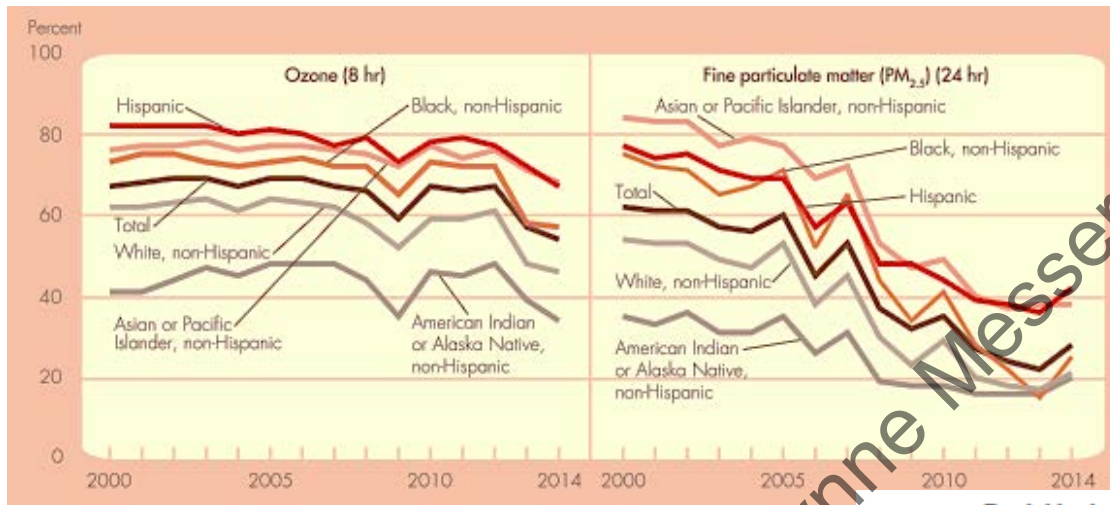 Percent
100
80
60
40
20
0
Ozone (8 hr)
Hispanic
Black, non-Hispanic
Total
White, non-Hispanic
Asian or Pacific
Islander, non-Hispanic
American Indian
or Alaska Native,
non-Hispanic
2000 2005 2010 2014
Fine particulate matter (PM2.5) (24 hr)
Asian or Pacific Islander, non-Hispanic
Black, non-Hispanic
Hispanic
Total
White, non-Hispanic
American Indian
or Alaska Native,
non-Hispanic
2000 2005 2010 2014